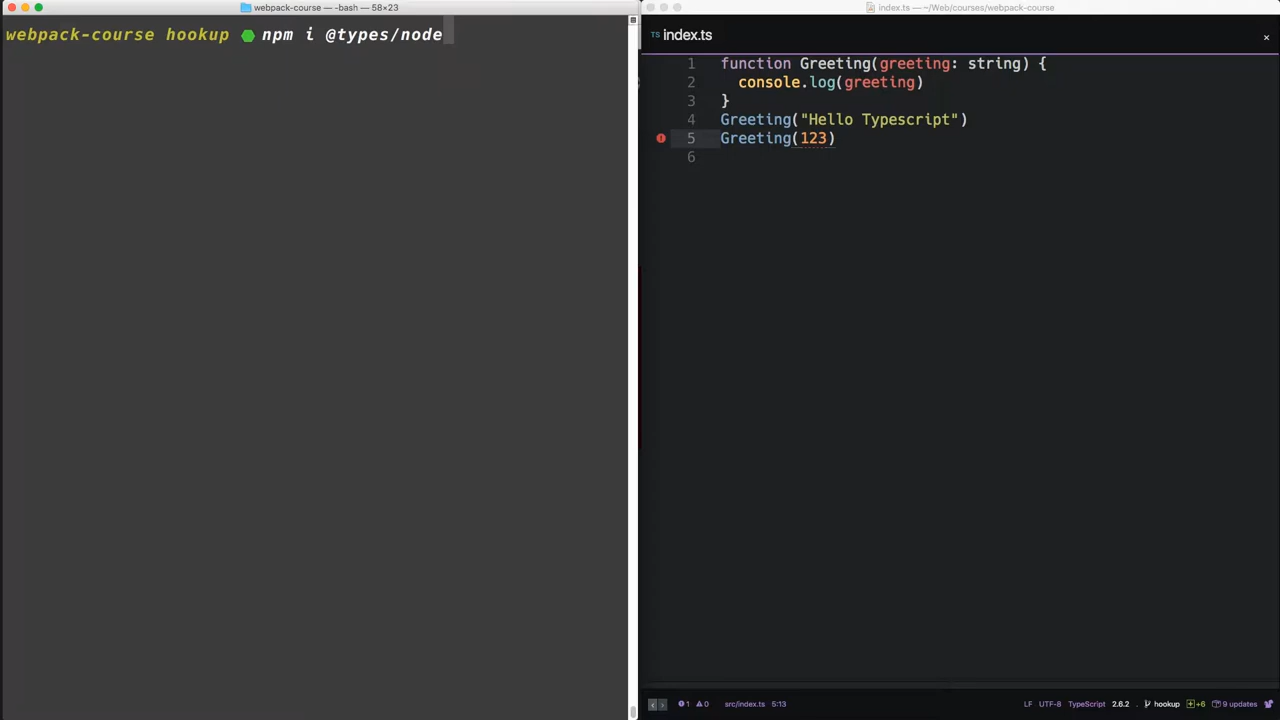 webpack-course — -bash — 58×23
webpack-course hookup npm i @types/node
index.ts — ~/Web/courses/webpack-course
TS index.ts ×
1 function Greeting(greeting: string) {
2 console.log(greeting)
3 }
4 Greeting("Hello Typescript")
5 Greeting(123)
6
1 0 src/index.ts 5:13 LF UTF-8 TypeScript 2.6.2 . hookup +6 9 updates